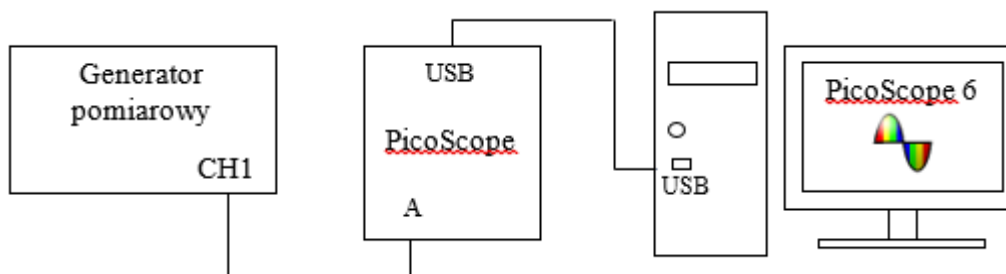 Generator
pomiarowy
CH1
USB
PicoScope
A
USB
PicoScope 6